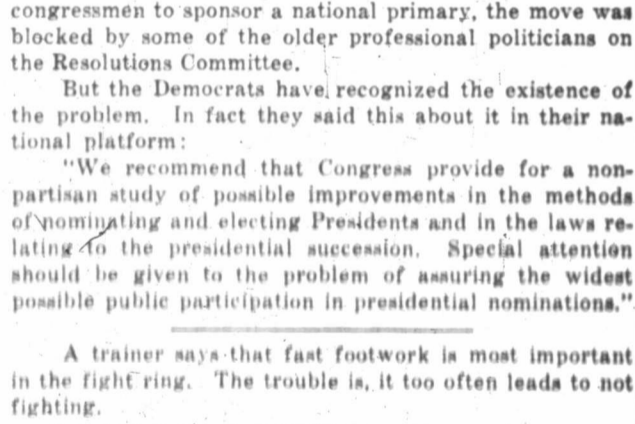 congressmen to sponsor a national primary, the move was
blocked by some of the older professional politicians on
the Resolutions Committee.
But the Democrats have recognized the existence of
the problem. In fact they said this about it in their na-
tional platform:
"We recommend that Congress provide for a non-
partisan study of possible improvements in the methods
of nominating and electing Presidents and in the laws re-
lating to the presidential succession. Special attention
should be given to the problem of assuring the widest
possible public participation in presidential nominations."
A trainer says that fast footwork is most important
in the fight ring. The trouble is, it too often leads to not
fighting.